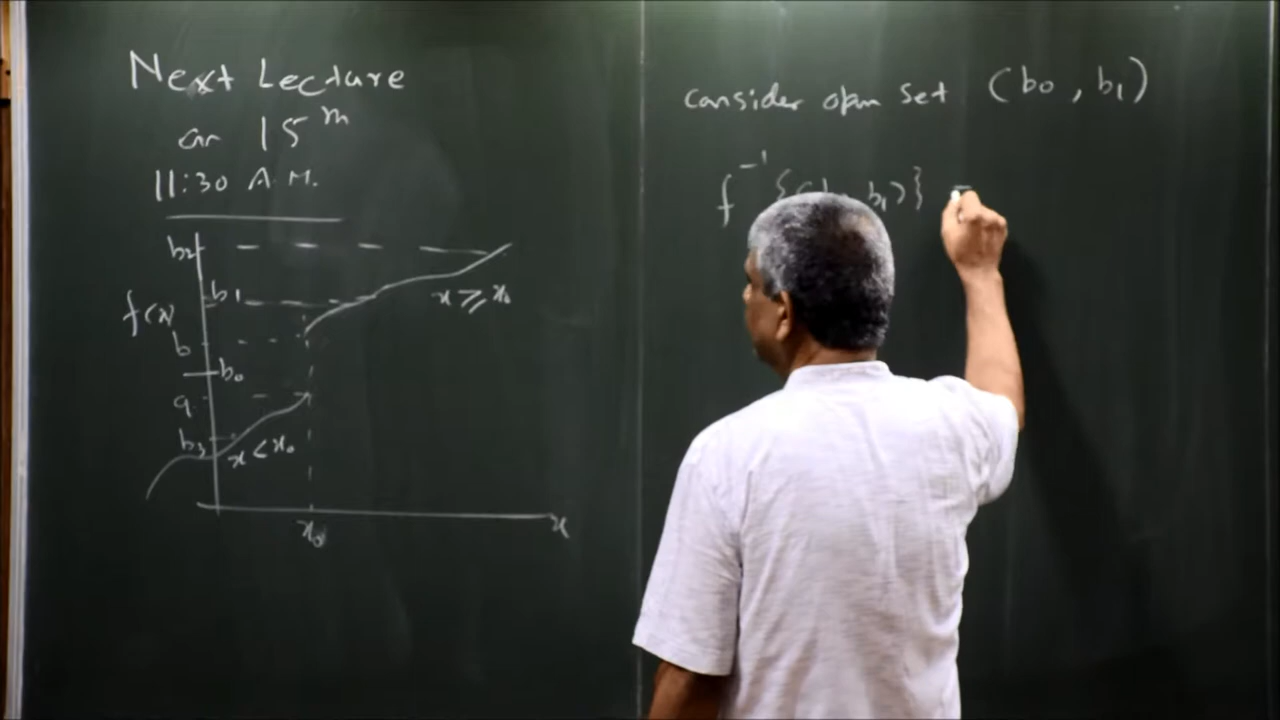 Next Lecture
on 15th
11:30 A.M.
b2
b1
f(x)
b
b0
a
b3
x < x0
x ≥ x0
x0
x
consider open set (b0, b1)
f⁻¹{(b0, b1)} =